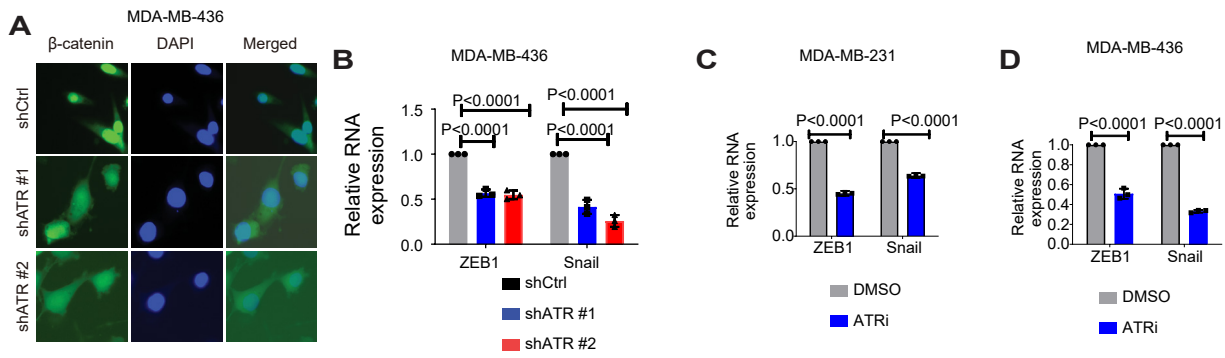 A
MDA-MB-436
β-catenin DAPI Merged
shCtrl
shATR #1
shATR #2
B
MDA-MB-436
P<0.0001 P<0.0001
P<0.0001 P<0.0001
Relative RNA
expression
1.5
1.0
0.5
0.0
ZEB1 Snail
shCtrl
shATR #1
shATR #2
C
MDA-MB-231
P<0.0001 P<0.0001
Relative RNA
expression
1.0
0.5
0.0
ZEB1 Snail
DMSO
ATRi
D
MDA-MB-436
P<0.0001
P<0.0001
Relative RNA
expression
1.0
0.8
0.6
0.4
0.2
0.0
ZEB1 Snail
DMSO
ATRi